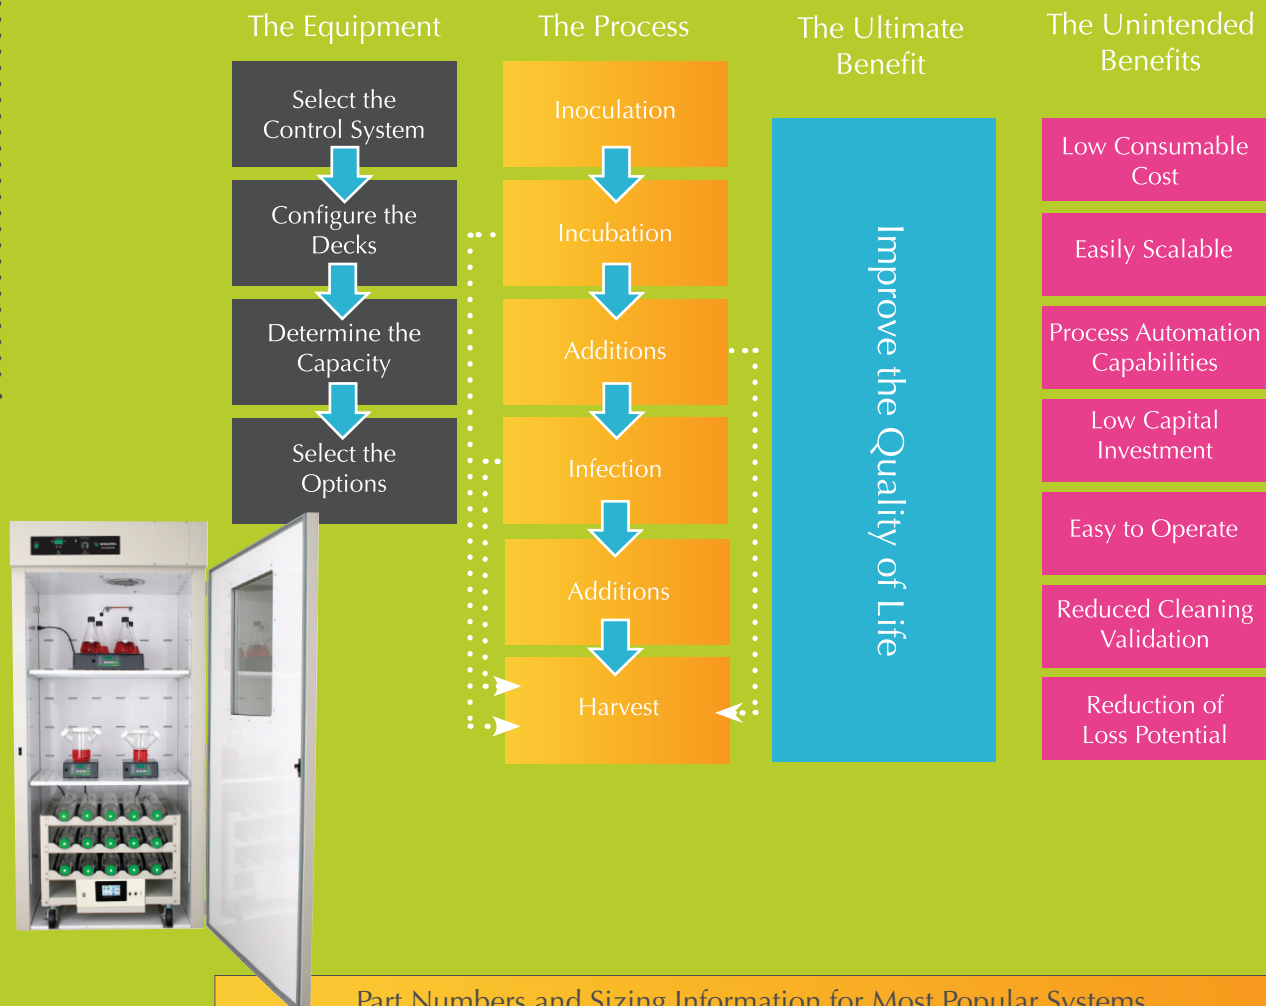 The Equipment
Select the
Control System
Configure the
Decks
Determine the
Capacity
Select the
Options
The Process
Inoculation
Incubation
Additions
Infection
Additions
Harvest
The Ultimate
Benefit
Improve the Quality of Life
The Unintended
Benefits
Low Consumable
Cost
Easily Scalable
Process Automation
Capabilities
Low Capital
Investment
Easy to Operate
Reduced Cleaning
Validation
Reduction of
Loss Potential
Part Numbers and Sizing Information for Most Popular Systems